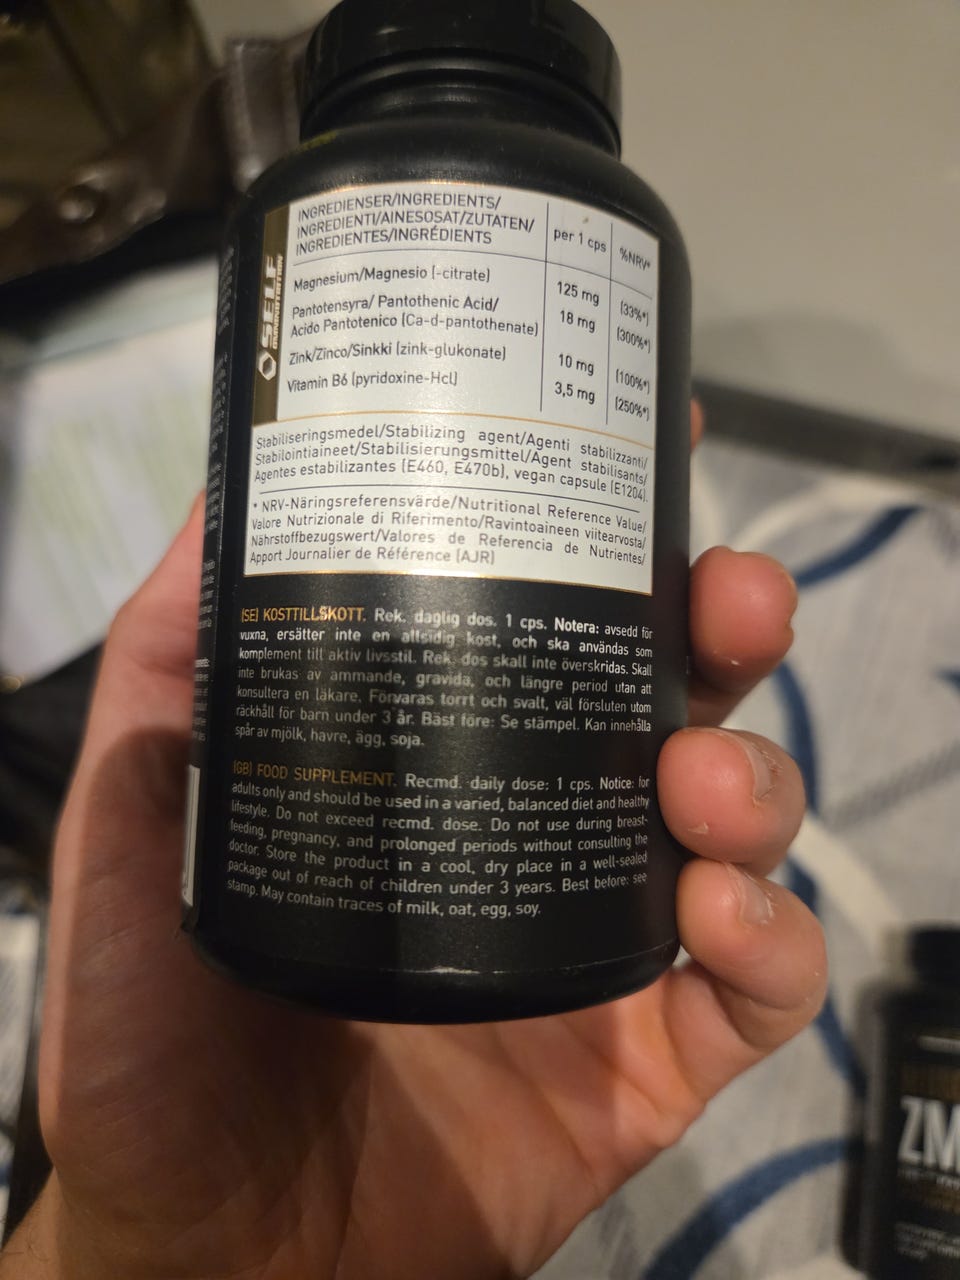 INGREDIENSER/INGREDIENTS/
INGREDIENTI/AINESOSAT/ZUTATEN/
INGREDIENTES/INGRÉDIENTS
per 1 cps
%NRV*
Magnesium/Magnesio (-citrate)
125 mg
(33%*)
Pantotensyra/ Pantothenic Acid/
Acido Pantotenico (Ca-d-pantothenate)
18 mg
(300%*)
Zink/Zinco/Sinkki (zink-glukonate)
10 mg
(100%*)
Vitamin B6 (pyridoxine-Hcl)
3,5 mg
(250%*)
SELF
OMNINUTRITION
Stabiliseringsmedel/Stabilizing agent/Agenti stabilizzanti/
Stabilointiaineet/Stabilisierungsmittel/Agent stabilisants/
Agentes estabilizantes (E460, E470b), vegan capsule (E1204).
* NRV-Näringsreferensvärde/Nutritional Reference Value/
Valore Nutrizionale di Riferimento/Ravintoaineen viitearvosta/
Nährstoffbezugswert/Valores de Referencia de Nutrientes/
Apport Journalier de Référence (AJR)
(SE) KOSTTILLSKOTT. Rek. daglig dos. 1 cps. Notera: avsedd för
vuxna, ersätter inte en allsidig kost, och ska användas som
komplement till aktiv livsstil. Rek. dos skall inte överskridas. Skall
inte brukas av ammande, gravida, och längre period utan att
konsultera en läkare. Förvaras torrt och svalt, väl försluten utom
räckhåll för barn under 3 år. Bäst före: Se stämpel. Kan innehålla
spår av mjölk, havre, ägg, soja.
(GB) FOOD SUPPLEMENT. Recmd. daily dose: 1 cps. Notice: for
adults only and should be used in a varied, balanced diet and healthy
lifestyle. Do not exceed recmd. dose. Do not use during breast-
feeding, pregnancy, and prolonged periods without consulting the
doctor. Store the product in a cool, dry place in a well-sealed
package out of reach of children under 3 years. Best before: see
stamp. May contain traces of milk, oat, egg, soy.
ZM